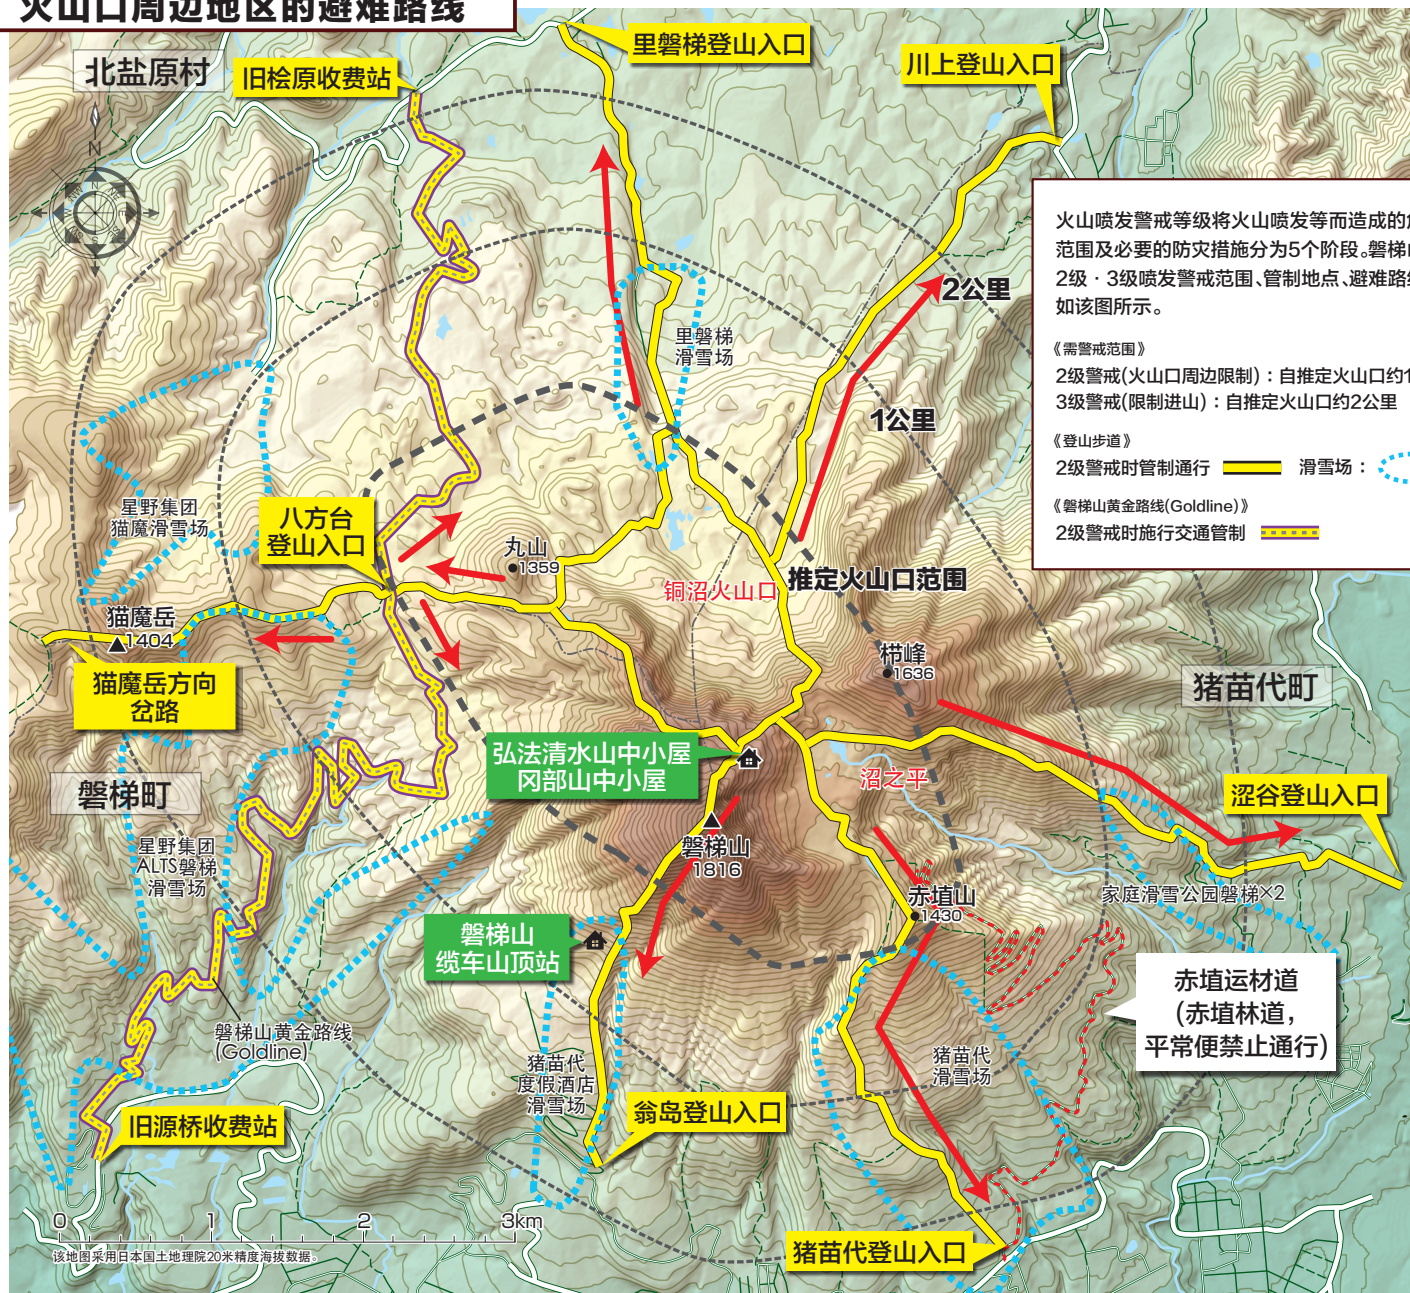 火山口周边地区的避难路线
北盐原村
旧桧原收费站
里磐梯登山入口
川上登山入口
N
火山喷发警戒等级将火山喷发等而造成的
范围及必要的防灾措施分为5个阶段。磐梯
2级・3级喷发警戒范围、管制地点、避难路
如该图所示。
《需警戒范围》
2级警戒(火山口周边限制)：自推定火山口约1
3级警戒(限制进山)：自推定火山口约2公里
《登山步道》
2级警戒时管制通行
滑雪场：
《磐梯山黄金路线(Goldline)》
2级警戒时施行交通管制
2公里
里磐梯
滑雪场
1公里
星野集团
猫魔滑雪场
八方台
登山入口
丸山
1359
铜沼火山口
推定火山口范围
猫魔岳
1404
栉峰
1636
猫魔岳方向
岔路
猪苗代町
弘法清水山中小屋
冈部山中小屋
沼之平
磐梯町
涩谷登山入口
星野集团
ALTS磐梯
滑雪场
磐梯山
1816
赤埴山
1430
家庭滑雪公园磐梯×2
磐梯山
缆车山顶站
赤埴运材道
(赤埴林道，
平常便禁止通行)
磐梯山黄金路线
(Goldline)
猪苗代
度假酒店
滑雪场
猪苗代
滑雪场
翁岛登山入口
旧源桥收费站
0 1 2 3km
猪苗代登山入口
该地图采用日本国土地理院20米精度海拔数据。